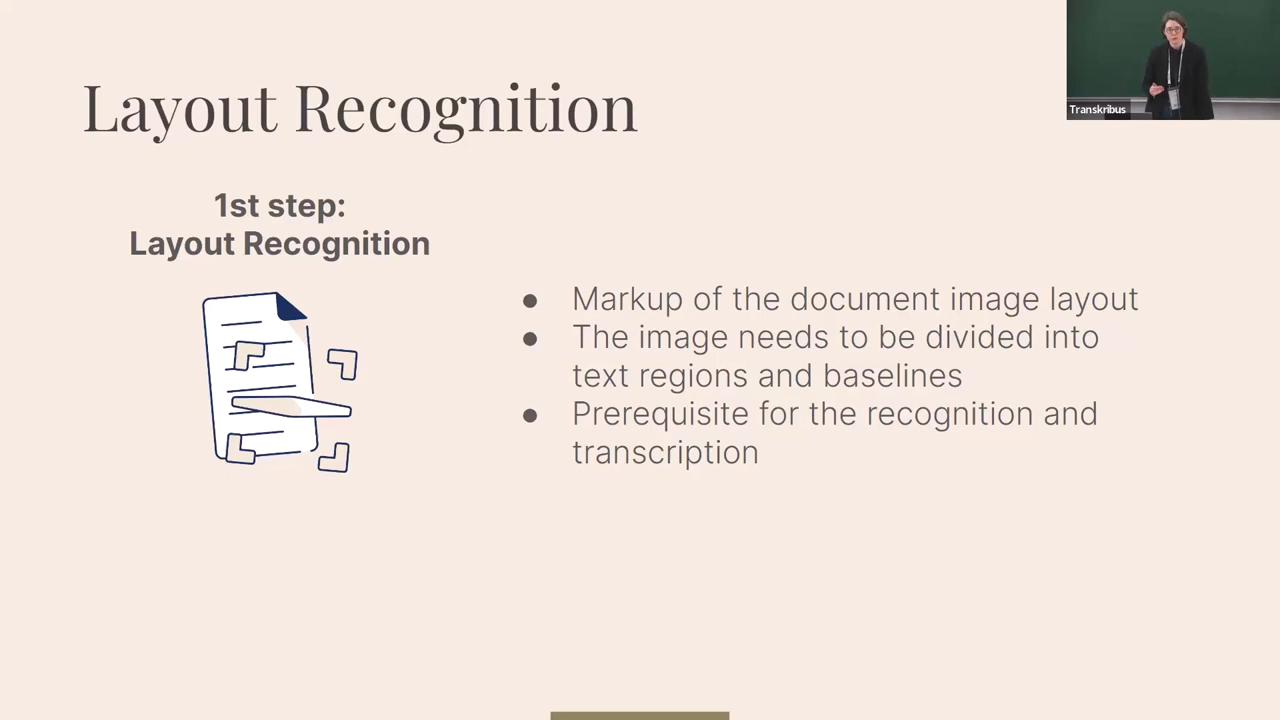 Layout Recognition
Transkribus
1st step:
Layout Recognition
● Markup of the document image layout
● The image needs to be divided into
text regions and baselines
● Prerequisite for the recognition and
transcription